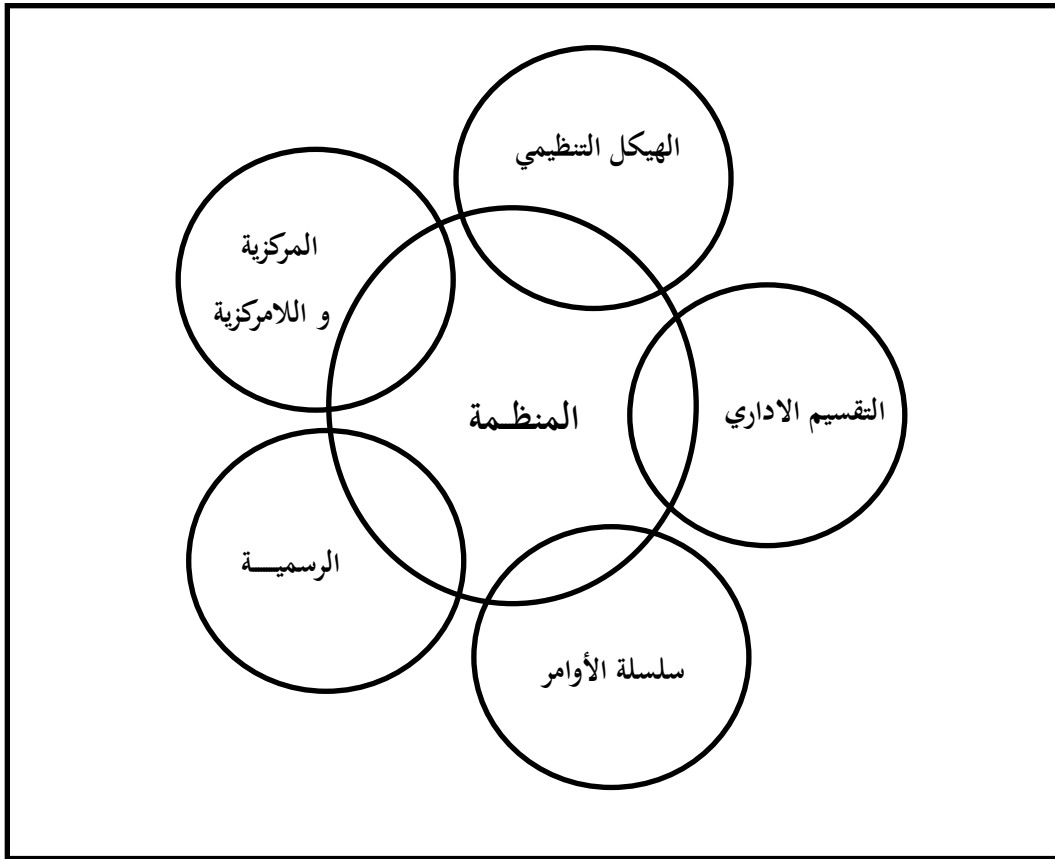 الهيكل التنظيمي
المركزية
و اللامركزية
المنظـمة
التقسيم الاداري
الرسميـــة
سلسلة الأوامر